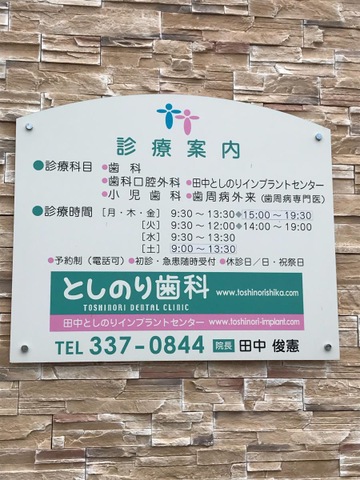 診療案内
●診療科目 ●歯科
●歯科口腔外科 ●田中としのりインプラントセンター
●小児歯科 ●歯周病外来(歯周病専門医)
●診療時間 [月・木・金] 9:30～13:30●15:00～19:30
[火] 9:30～12:00●14:00～19:00
[水] 9:30～13:30
[土] 9:00～13:30
●予約制(電話可) ●初診・急患随時受付 ●休診日/日・祝祭日
としのり歯科 www.toshinorishika.com
TOSHINORI DENTAL CLINIC
田中としのりインプラントセンター www.toshinori-implant.com
TEL 337-0844 院長 田中 俊憲